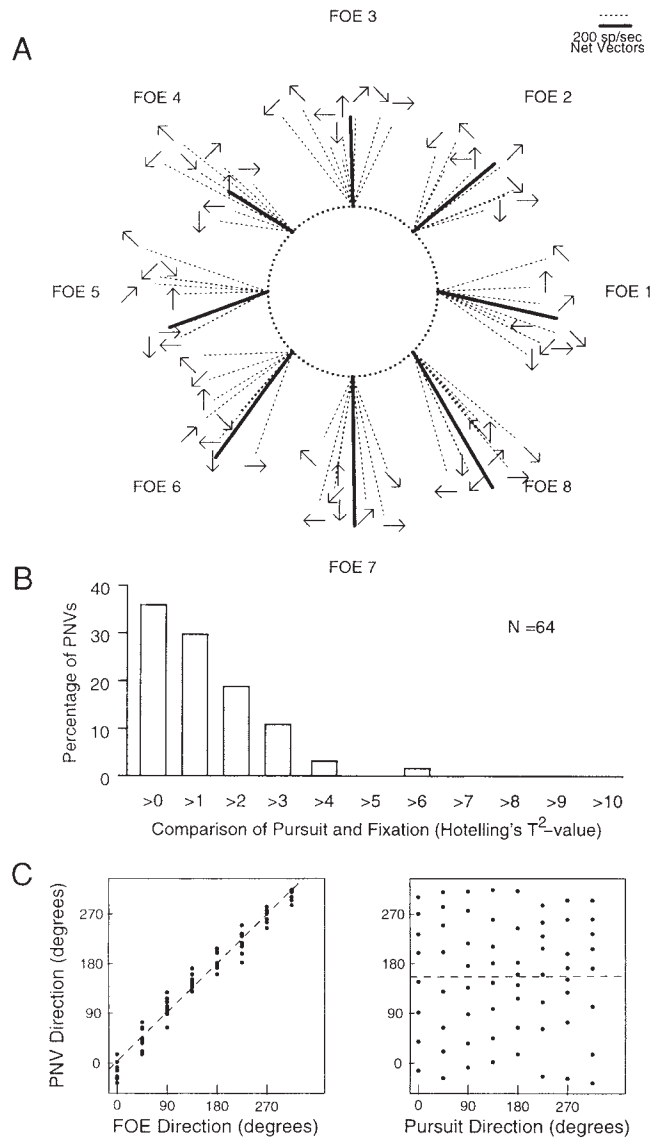 FOE 3
200 sp/sec
Net Vectors
A
FOE 4
FOE 2
FOE 5
FOE 1
FOE 6
FOE 8
FOE 7
B
40
30
20
10
0
Percentage of PNVs
N =64
>0 >1 >2 >3 >4 >5 >6 >7 >8 >9 >10
Comparison of Pursuit and Fixation (Hotelling's T²–value)
C
PNV Direction (degrees)
270
180
90
0
0 90 180 270
FOE Direction (degrees)
270
180
90
0
0 90 180 270
Pursuit Direction (degrees)